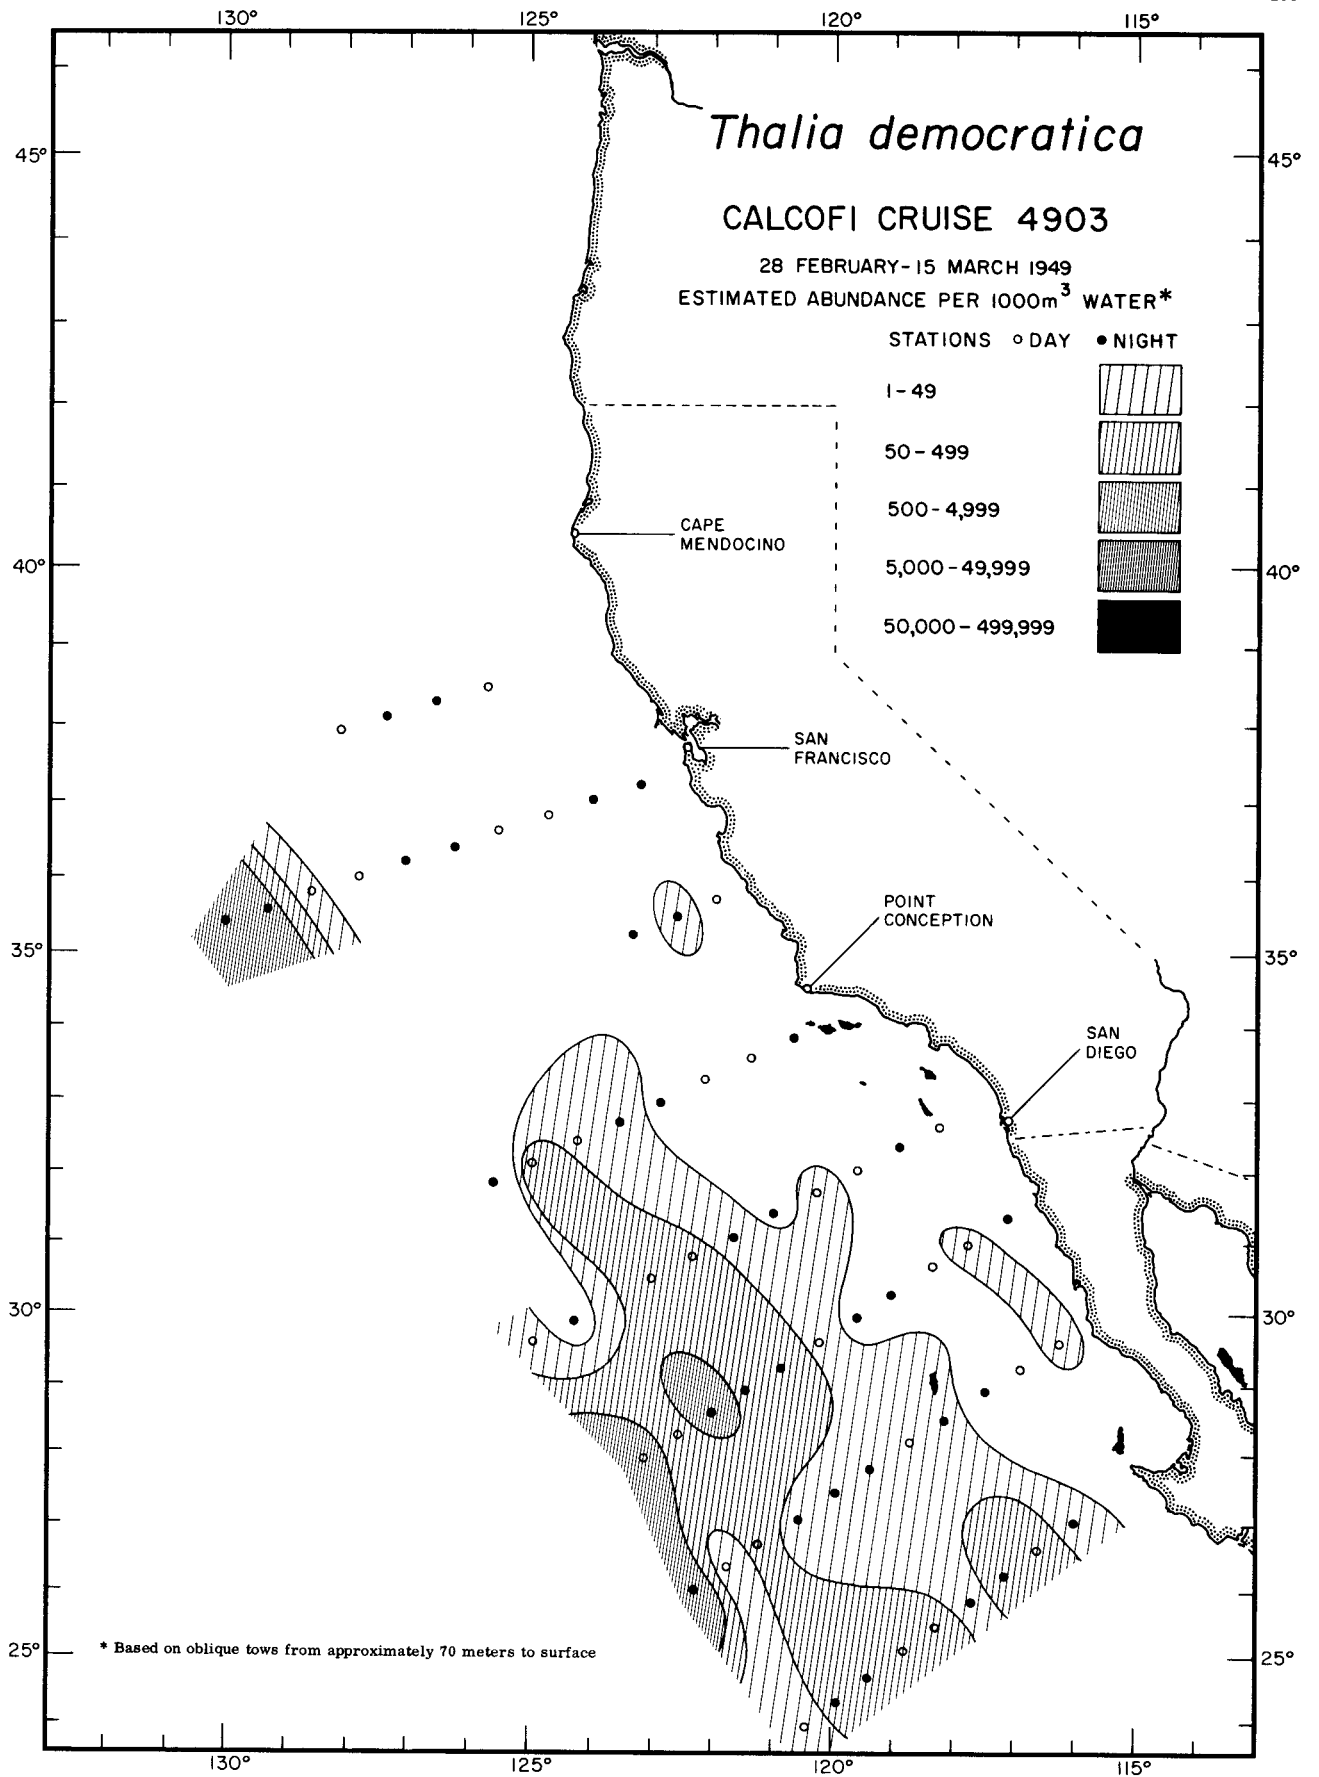 130°
125°
120°
115°
Thalia democratica
45°
45°
CALCOFI CRUISE 4903
28 FEBRUARY-15 MARCH 1949
ESTIMATED ABUNDANCE PER 1000m³ WATER*
STATIONS ○ DAY ● NIGHT
1-49
50-499
500-4,999
CAPE
MENDOCINO
40°
5,000-49,999
40°
50,000-499,999
SAN
FRANCISCO
POINT
CONCEPTION
35°
35°
SAN
DIEGO
30°
30°
25°
* Based on oblique tows from approximately 70 meters to surface
25°
130°
125°
120°
115°